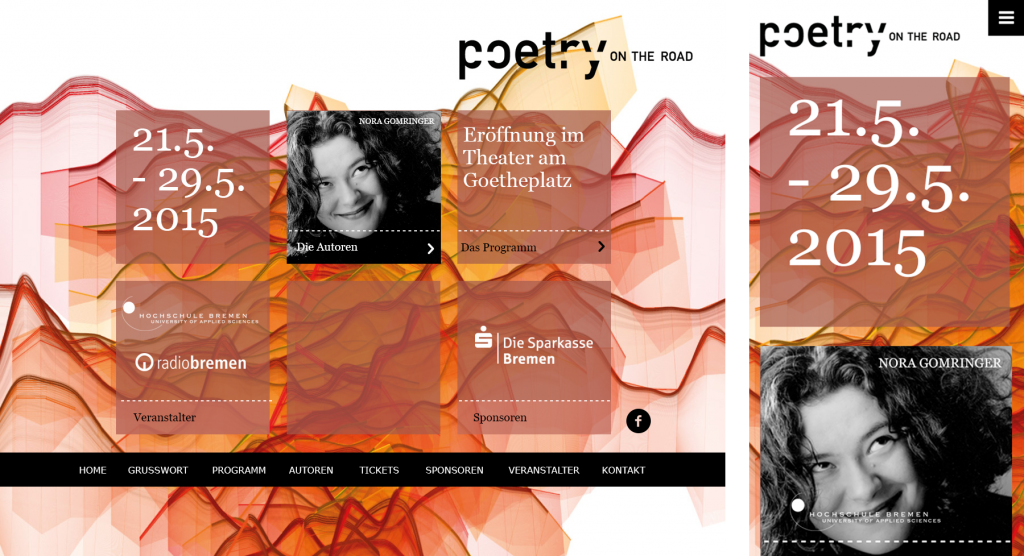 poetry ON THE ROAD
21.5.
- 29.5.
2015
NORA GOMRINGER
Die Autoren
Eröffnung im
Theater am
Goetheplatz
Das Programm
HOCHSCHULE BREMEN
UNIVERSITY OF APPLIED SCIENCES
radiobremen
Veranstalter
Die Sparkasse
Bremen
Sponsoren
f
HOME GRUSSWORT PROGRAMM AUTOREN TICKETS SPONSOREN VERANSTALTER KONTAKT
poetry ON THE ROAD
21.5.
- 29.5.
2015
NORA GOMRINGER
HOCHSCHULE BREMEN
UNIVERSITY OF APPLIED SCIENCES